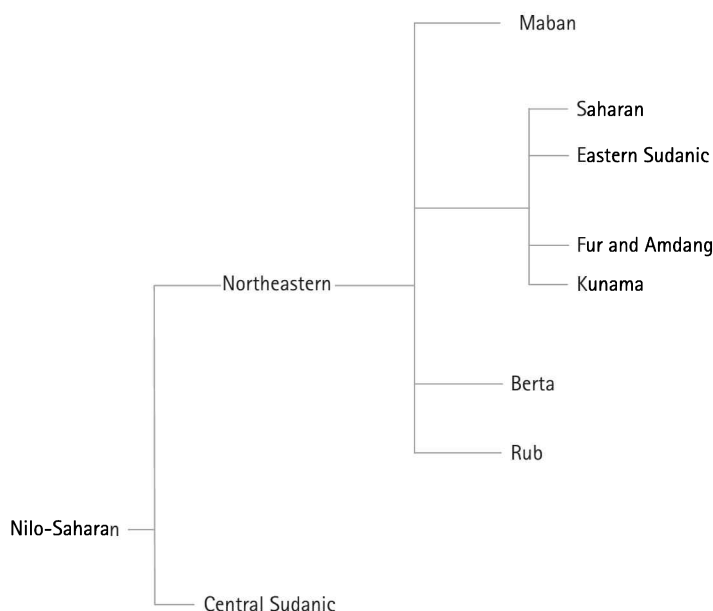 Maban
Saharan
Eastern Sudanic
Fur and Amdang
Northeastern
Kunama
Berta
Rub
Nilo-Saharan
Central Sudanic